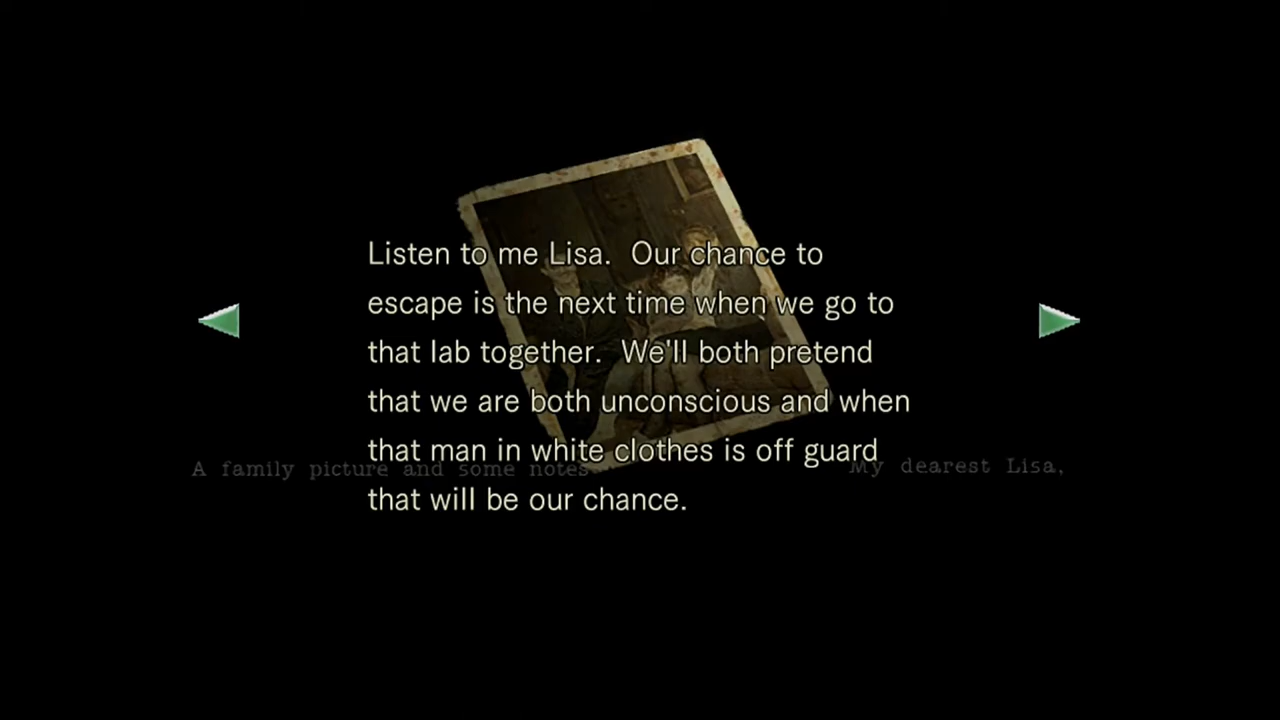 Listen to me Lisa.  Our chance to
escape is the next time when we go to
that lab together.  We'll both pretend
that we are both unconscious and when
that man in white clothes is off guard
that will be our chance.
A family picture and some notes
My dearest Lisa,